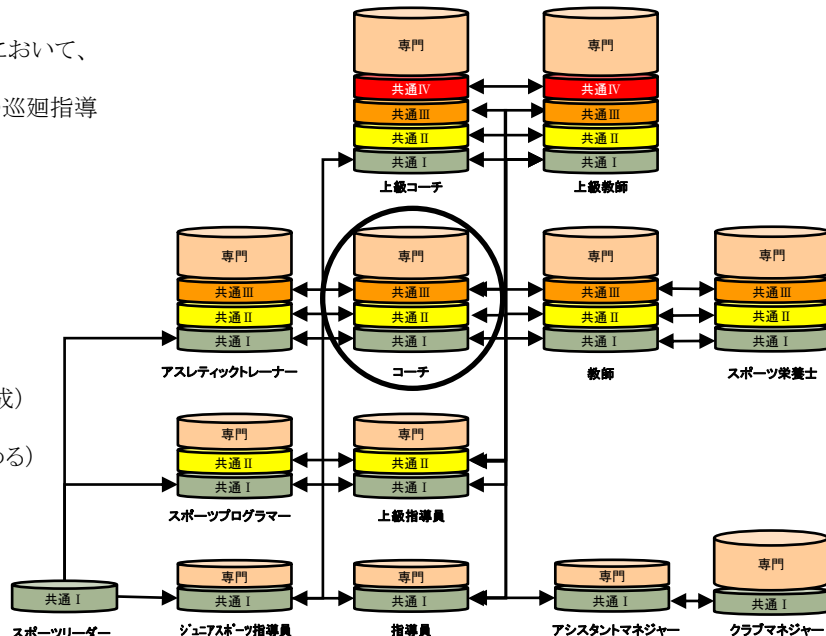 において、
巡廻指導
成)
める)
専門
専門
共通Ⅳ
共通Ⅳ
共通Ⅲ
共通Ⅲ
共通Ⅱ
共通Ⅱ
共通Ⅰ
共通Ⅰ
上級コーチ
上級教師
専門
専門
専門
専門
共通Ⅲ
共通Ⅲ
共通Ⅲ
共通Ⅲ
共通Ⅱ
共通Ⅱ
共通Ⅱ
共通Ⅱ
共通Ⅰ
共通Ⅰ
共通Ⅰ
共通Ⅰ
アスレティックトレーナー
コーチ
教師
スポーツ栄養士
専門
専門
共通Ⅱ
共通Ⅱ
共通Ⅰ
共通Ⅰ
スポーツプログラマー
上級指導員
専門
専門
専門
専門
共通Ⅰ
共通Ⅰ
共通Ⅰ
共通Ⅰ
共通Ⅰ
スポーツリーダー
ジュニアスポーツ指導員
指導員
アシスタントマネジャー
クラブマネジャー